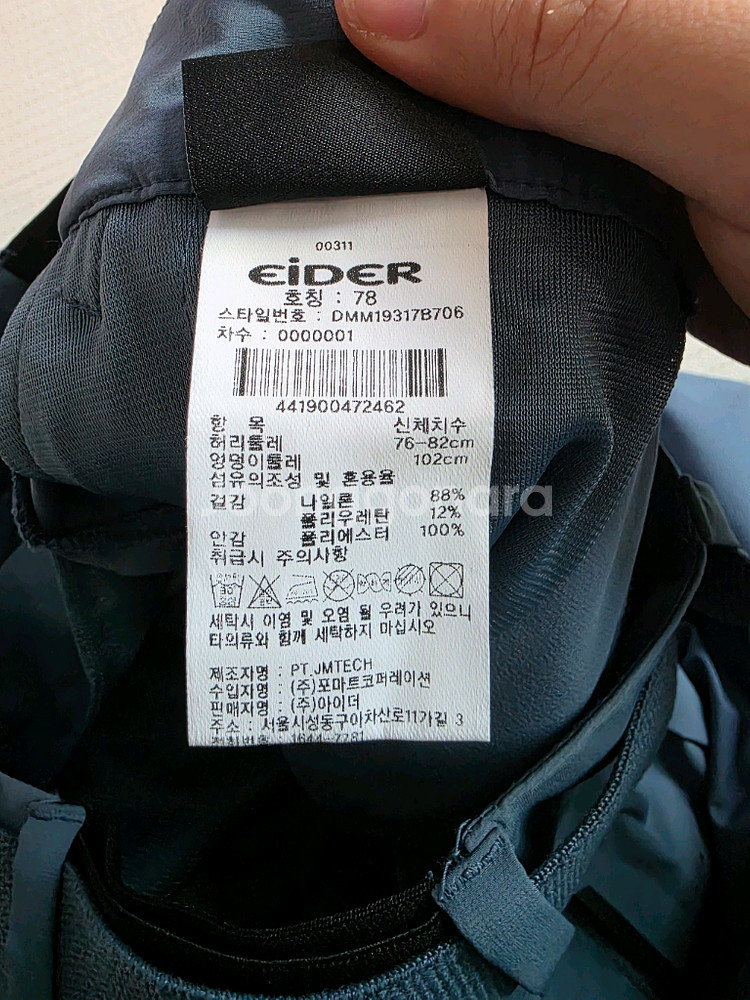 00311
EiDER
호칭 : 78
스타일번호 : DMM19317B706
차수 : 0000001
441900472462
항 목 신체치수
허리둘레 76-82cm
엉덩이둘레 102cm
섬유의조성 및 혼용율
겉감 나일론 88%
폴리우레탄 12%
안감 폴리에스터 100%
취급시 주의사항
세탁시 이염 및 오염 될 우려가 있으니
타의류와 함께 세탁하지 마십시오
제조자명 : PT.JMTECH
수입자명 : (주)포마트코퍼레이션
판매자명 : (주)아이더
주소 : 서울시성동구아차산로11가길 3
1644-7781